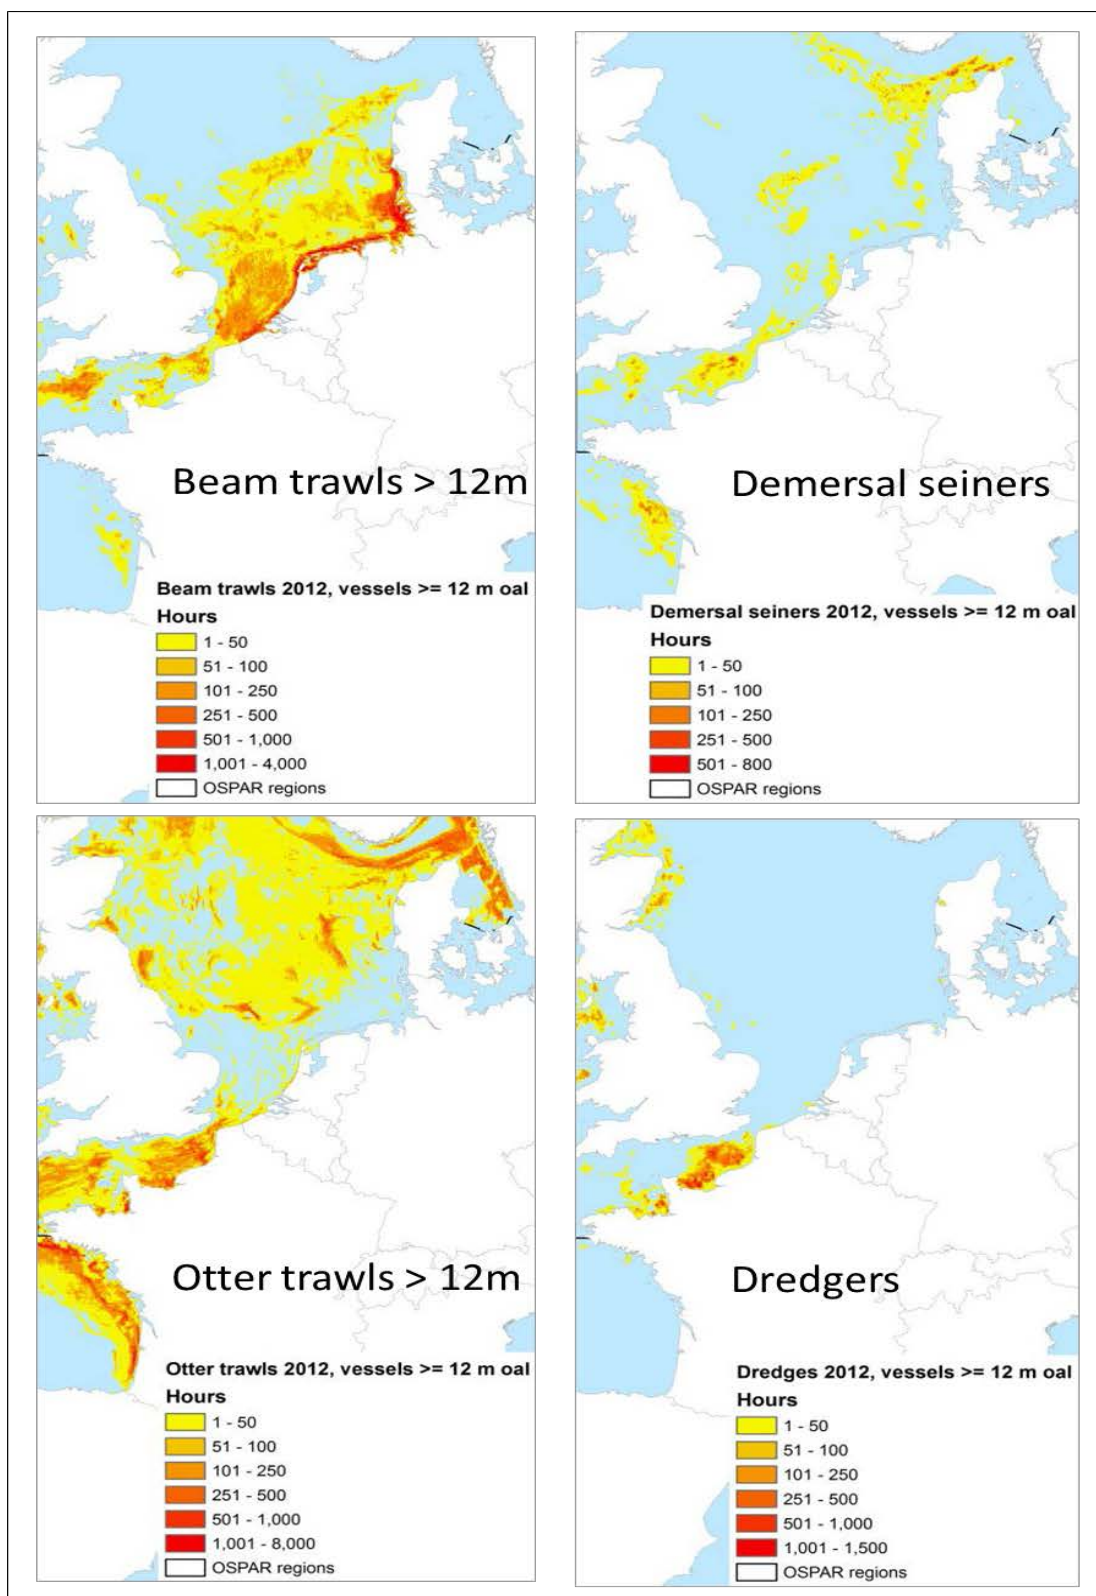 Beam trawls > 12m
Beam trawls 2012, vessels >= 12 m oal
Hours
1 - 50
51 - 100
101 - 250
251 - 500
501 - 1,000
1,001 - 4,000
OSPAR regions
Demersal seiners
Demersal seiners 2012, vessels >= 12 m oal
Hours
1 - 50
51 - 100
101 - 250
251 - 500
501 - 800
OSPAR regions
Otter trawls > 12m
Otter trawls 2012, vessels >= 12 m oal
Hours
1 - 50
51 - 100
101 - 250
251 - 500
501 - 1,000
1,001 - 8,000
OSPAR regions
Dredgers
Dredges 2012, vessels >= 12 m oal
Hours
1 - 50
51 - 100
101 - 250
251 - 500
501 - 1,000
1,001 - 1,500
OSPAR regions